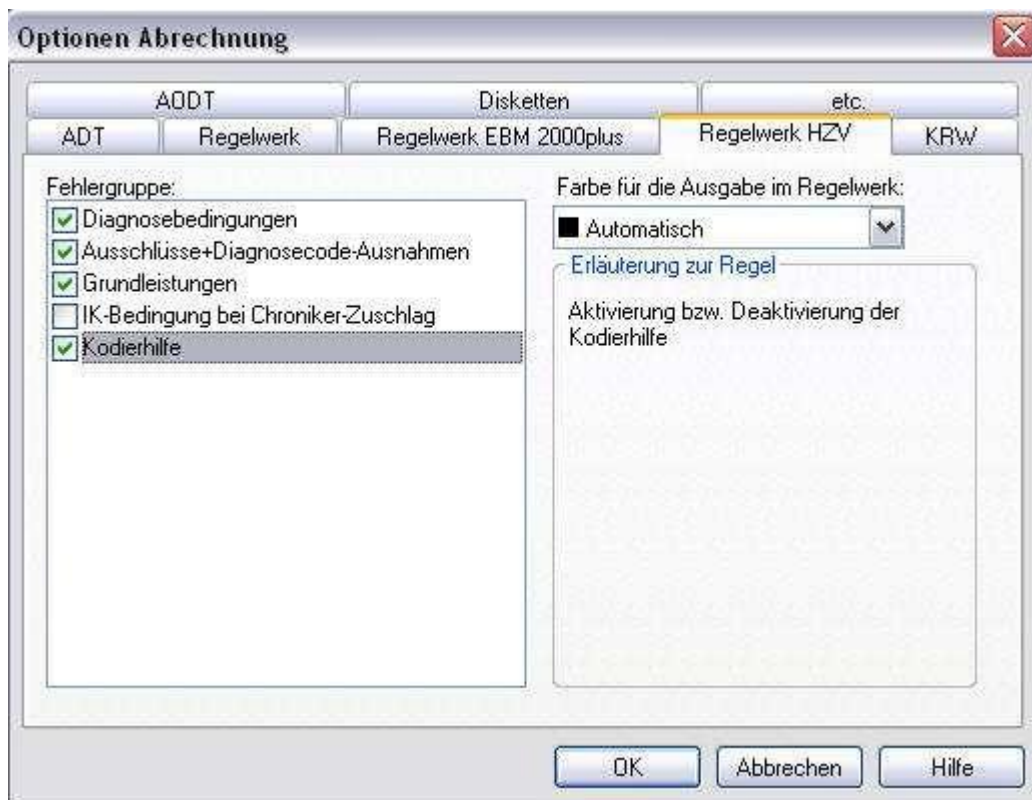 Optionen Abrechnung
AODT
Disketten
etc.
ADT
Regelwerk
Regelwerk EBM 2000plus
Regelwerk HZV
KRW
Fehlergruppe:
Diagnosebedingungen
Ausschlüsse+Diagnosecode-Ausnahmen
Grundleistungen
IK-Bedingung bei Chroniker-Zuschlag
Kodierhilfe
Farbe für die Ausgabe im Regelwerk:
Automatisch
Erläuterung zur Regel
Aktivierung bzw. Deaktivierung der
Kodierhilfe
OK
Abbrechen
Hilfe